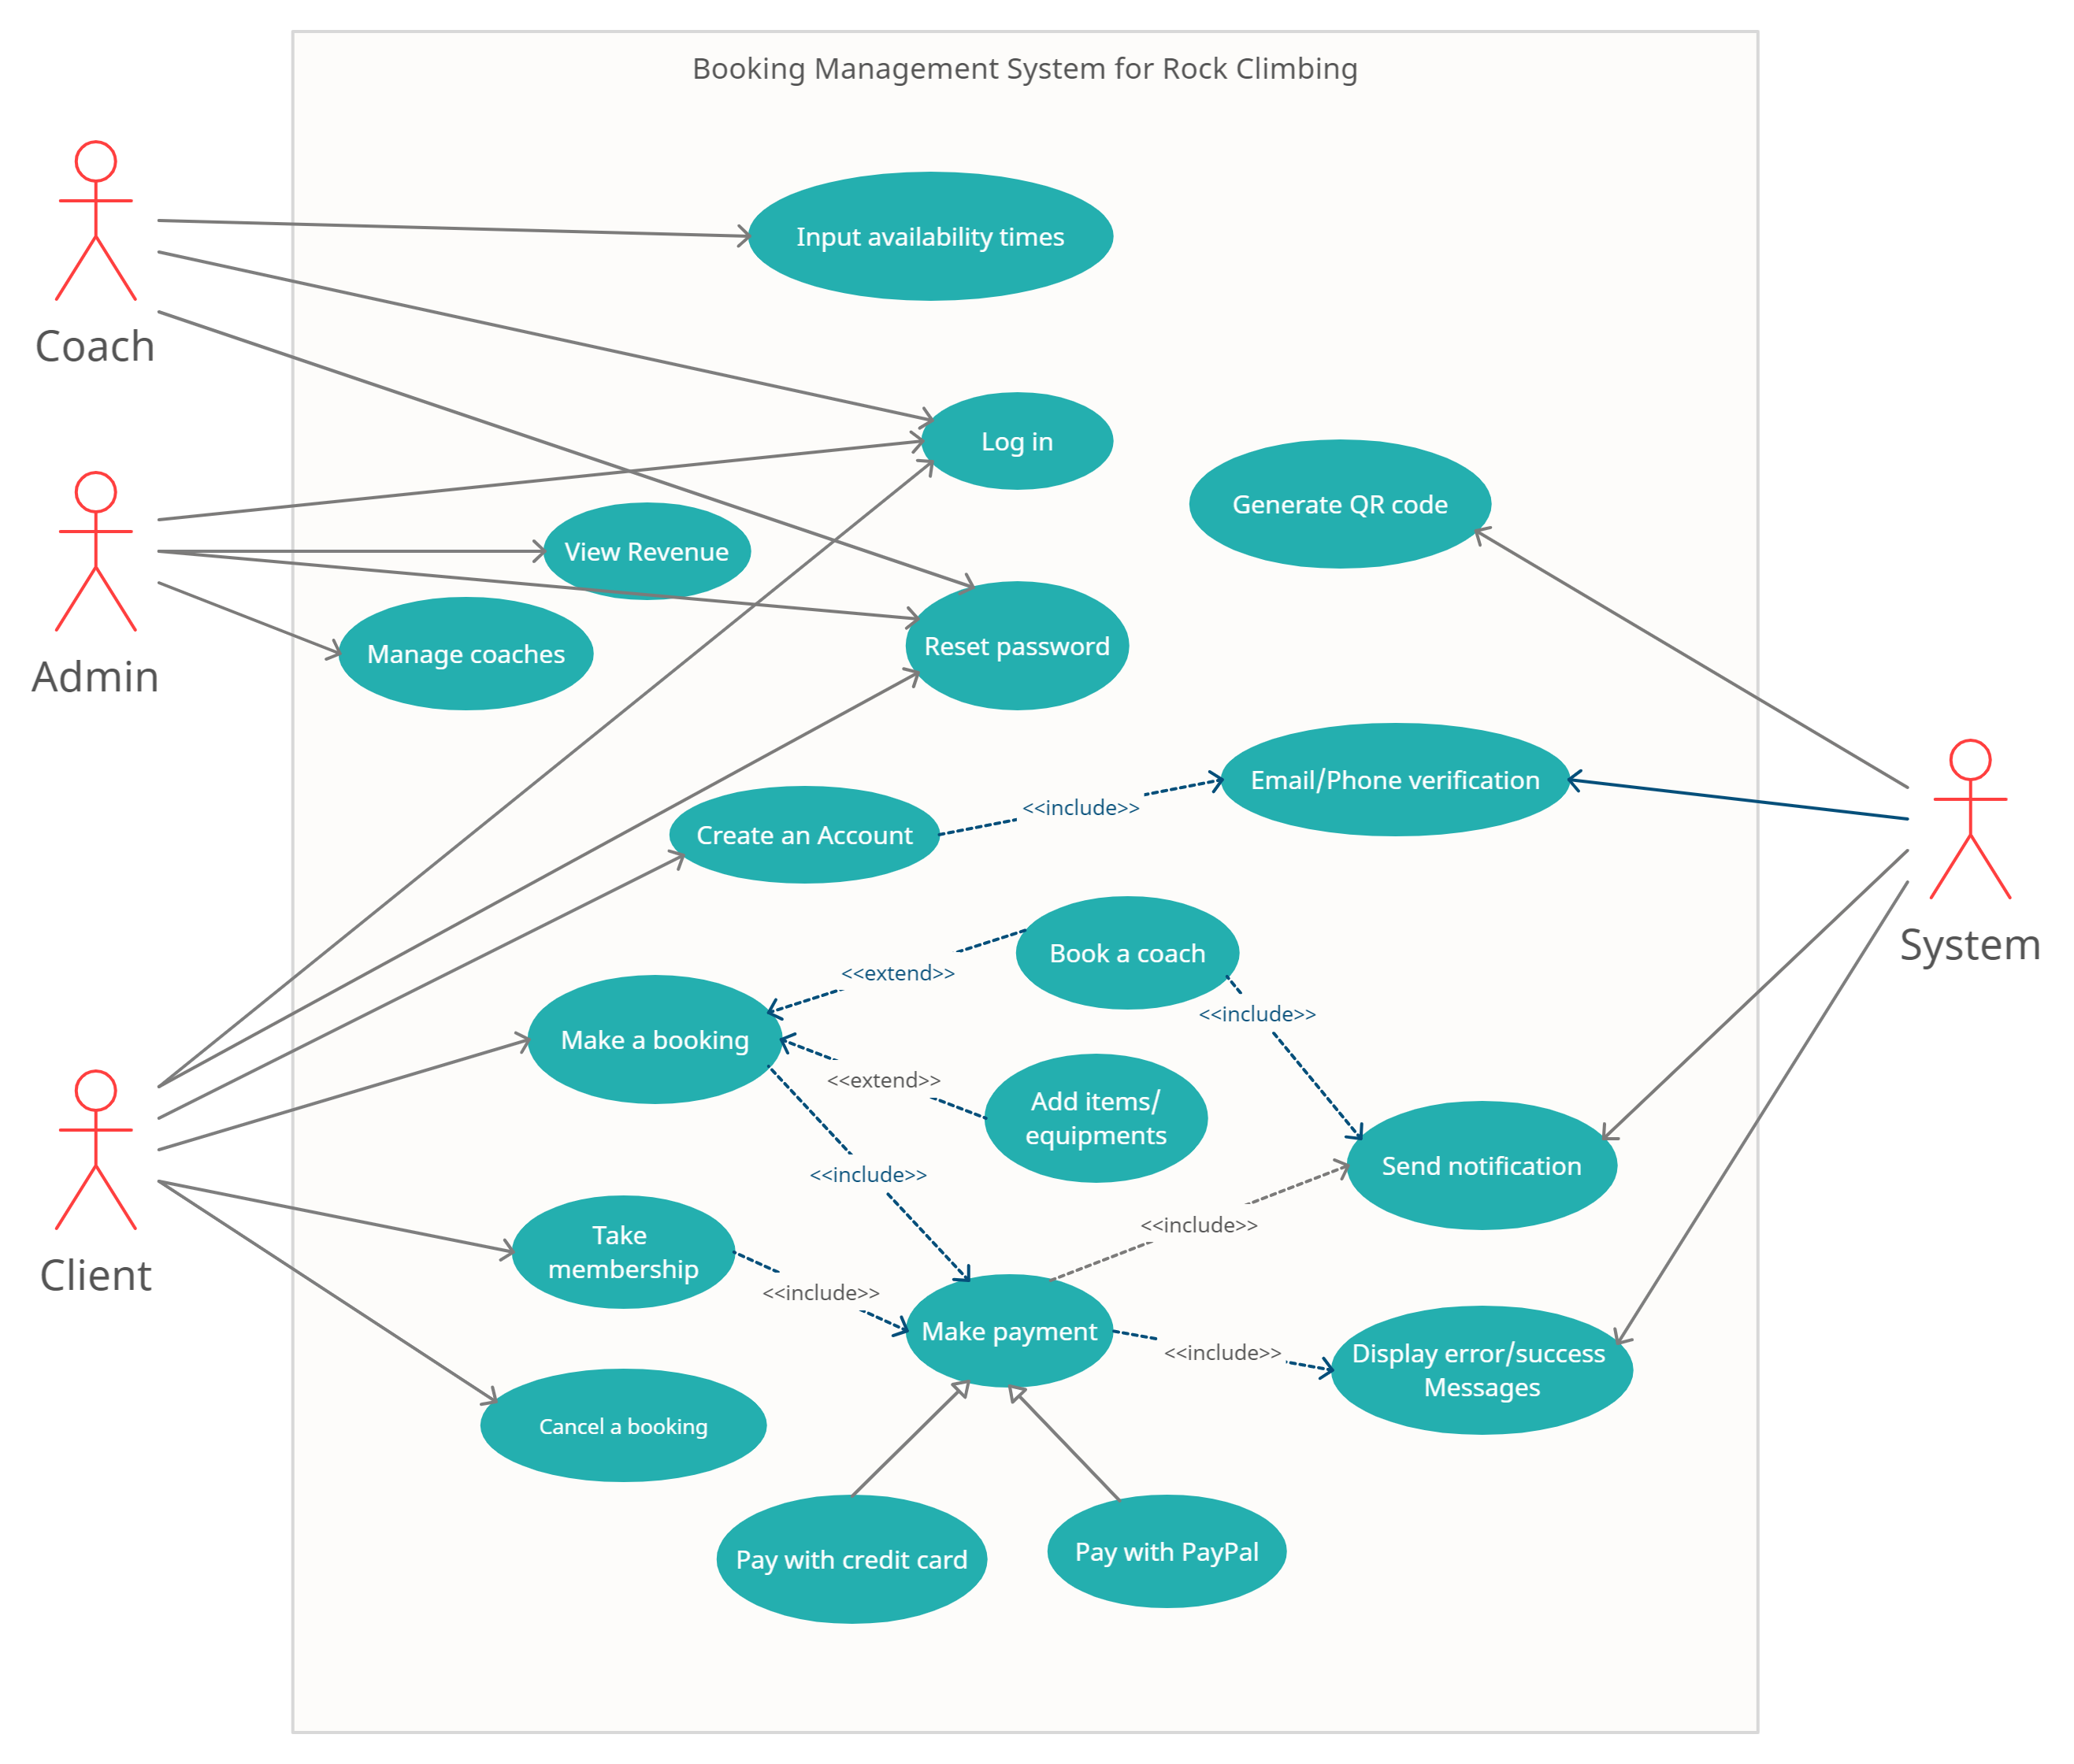 Booking Management System for Rock Climbing
Coach
Input availability times
Log in
Generate QR code
View Revenue
Admin
Manage coaches
Reset password
Email/Phone verification
<<include>>
Create an Account
System
Book a coach
<<extend>>
<<include>>
Make a booking
<<extend>>
Add items/
equipments
Send notification
<<include>>
<<include>>
Client
Take
membership
<<include>>
Make payment
<<include>>
Display error/success
Messages
Cancel a booking
Pay with credit card
Pay with PayPal